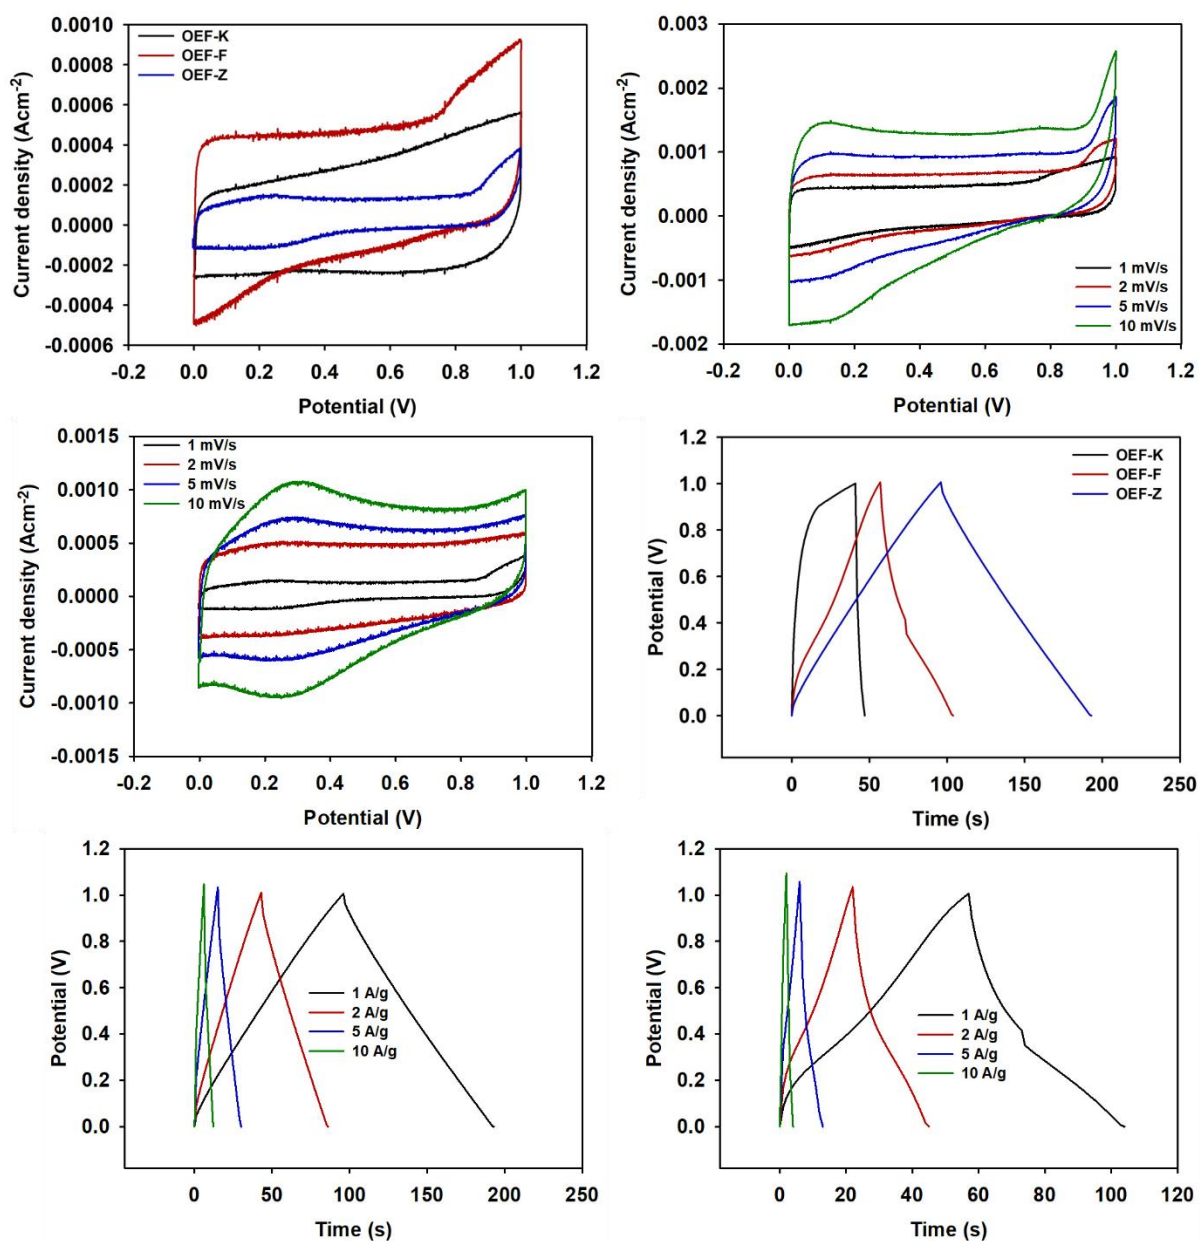 0.0010
0.0008
0.0006
0.0004
0.0002
0.0000
-0.0002
-0.0004
-0.0006
Current density (Acm-2)
OEF-K
OEF-F
OEF-Z
-0.2 0.0 0.2 0.4 0.6 0.8 1.0 1.2
Potential (V)
0.003
0.002
0.001
0.000
-0.001
-0.002
Current density (Acm-2)
1 mV/s
2 mV/s
5 mV/s
10 mV/s
-0.2 0.0 0.2 0.4 0.6 0.8 1.0 1.2
Potential (V)
0.0015
0.0010
0.0005
0.0000
-0.0005
-0.0010
-0.0015
Current density (Acm-2)
1 mV/s
2 mV/s
5 mV/s
10 mV/s
-0.2 0.0 0.2 0.4 0.6 0.8 1.0 1.2
Potential (V)
1.2
1.0
0.8
0.6
0.4
0.2
0.0
Potential (V)
OEF-K
OEF-F
OEF-Z
0 50 100 150 200 250
Time (s)
1.2
1.0
0.8
0.6
0.4
0.2
0.0
Potential (V)
1 A/g
2 A/g
5 A/g
10 A/g
0 50 100 150 200 250
Time (s)
1.2
1.0
0.8
0.6
0.4
0.2
0.0
Potential (V)
1 A/g
2 A/g
5 A/g
10 A/g
0 20 40 60 80 100 120
Time (s)